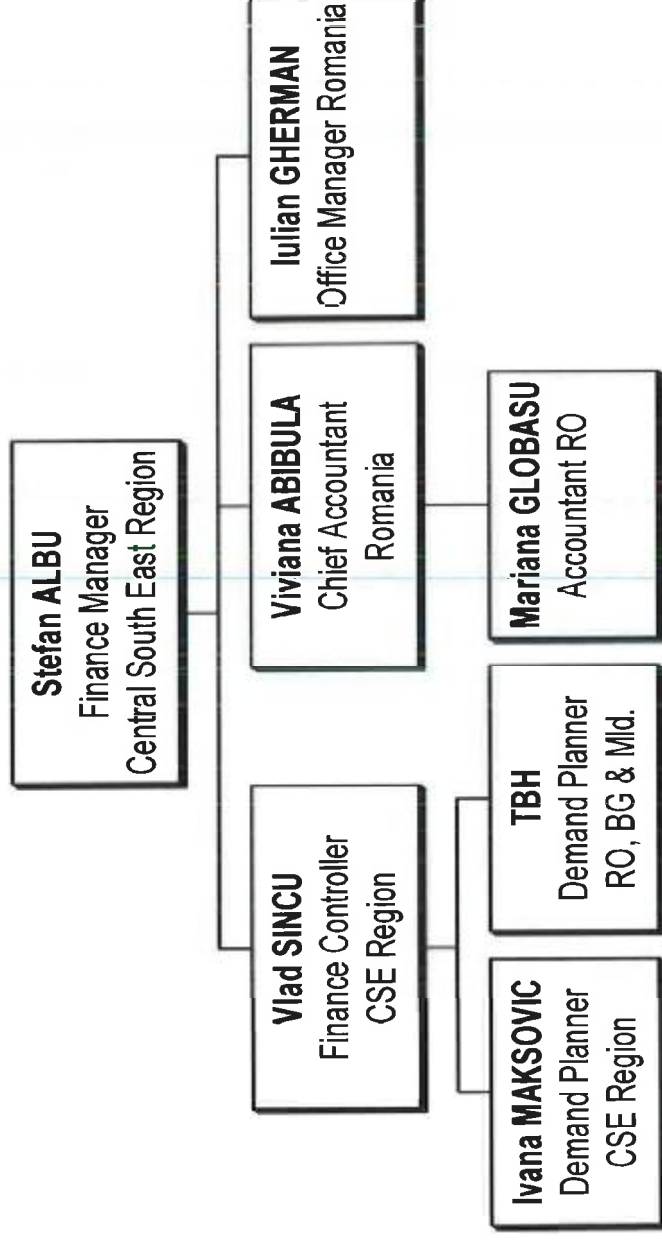 Stefan ALBU
Finance Manager
Central South East Region
Vlad SINCU
Finance Controller
CSE Region
Viviana ABIBULA
Chief Accountant
Romania
Iulian GHERMAN
Office Manager Romania
Ivana MAKSOVIC
Demand Planner
CSE Region
TBH
Demand Planner
RO, BG & Mld.
Mariana GLOBASU
Accountant RO